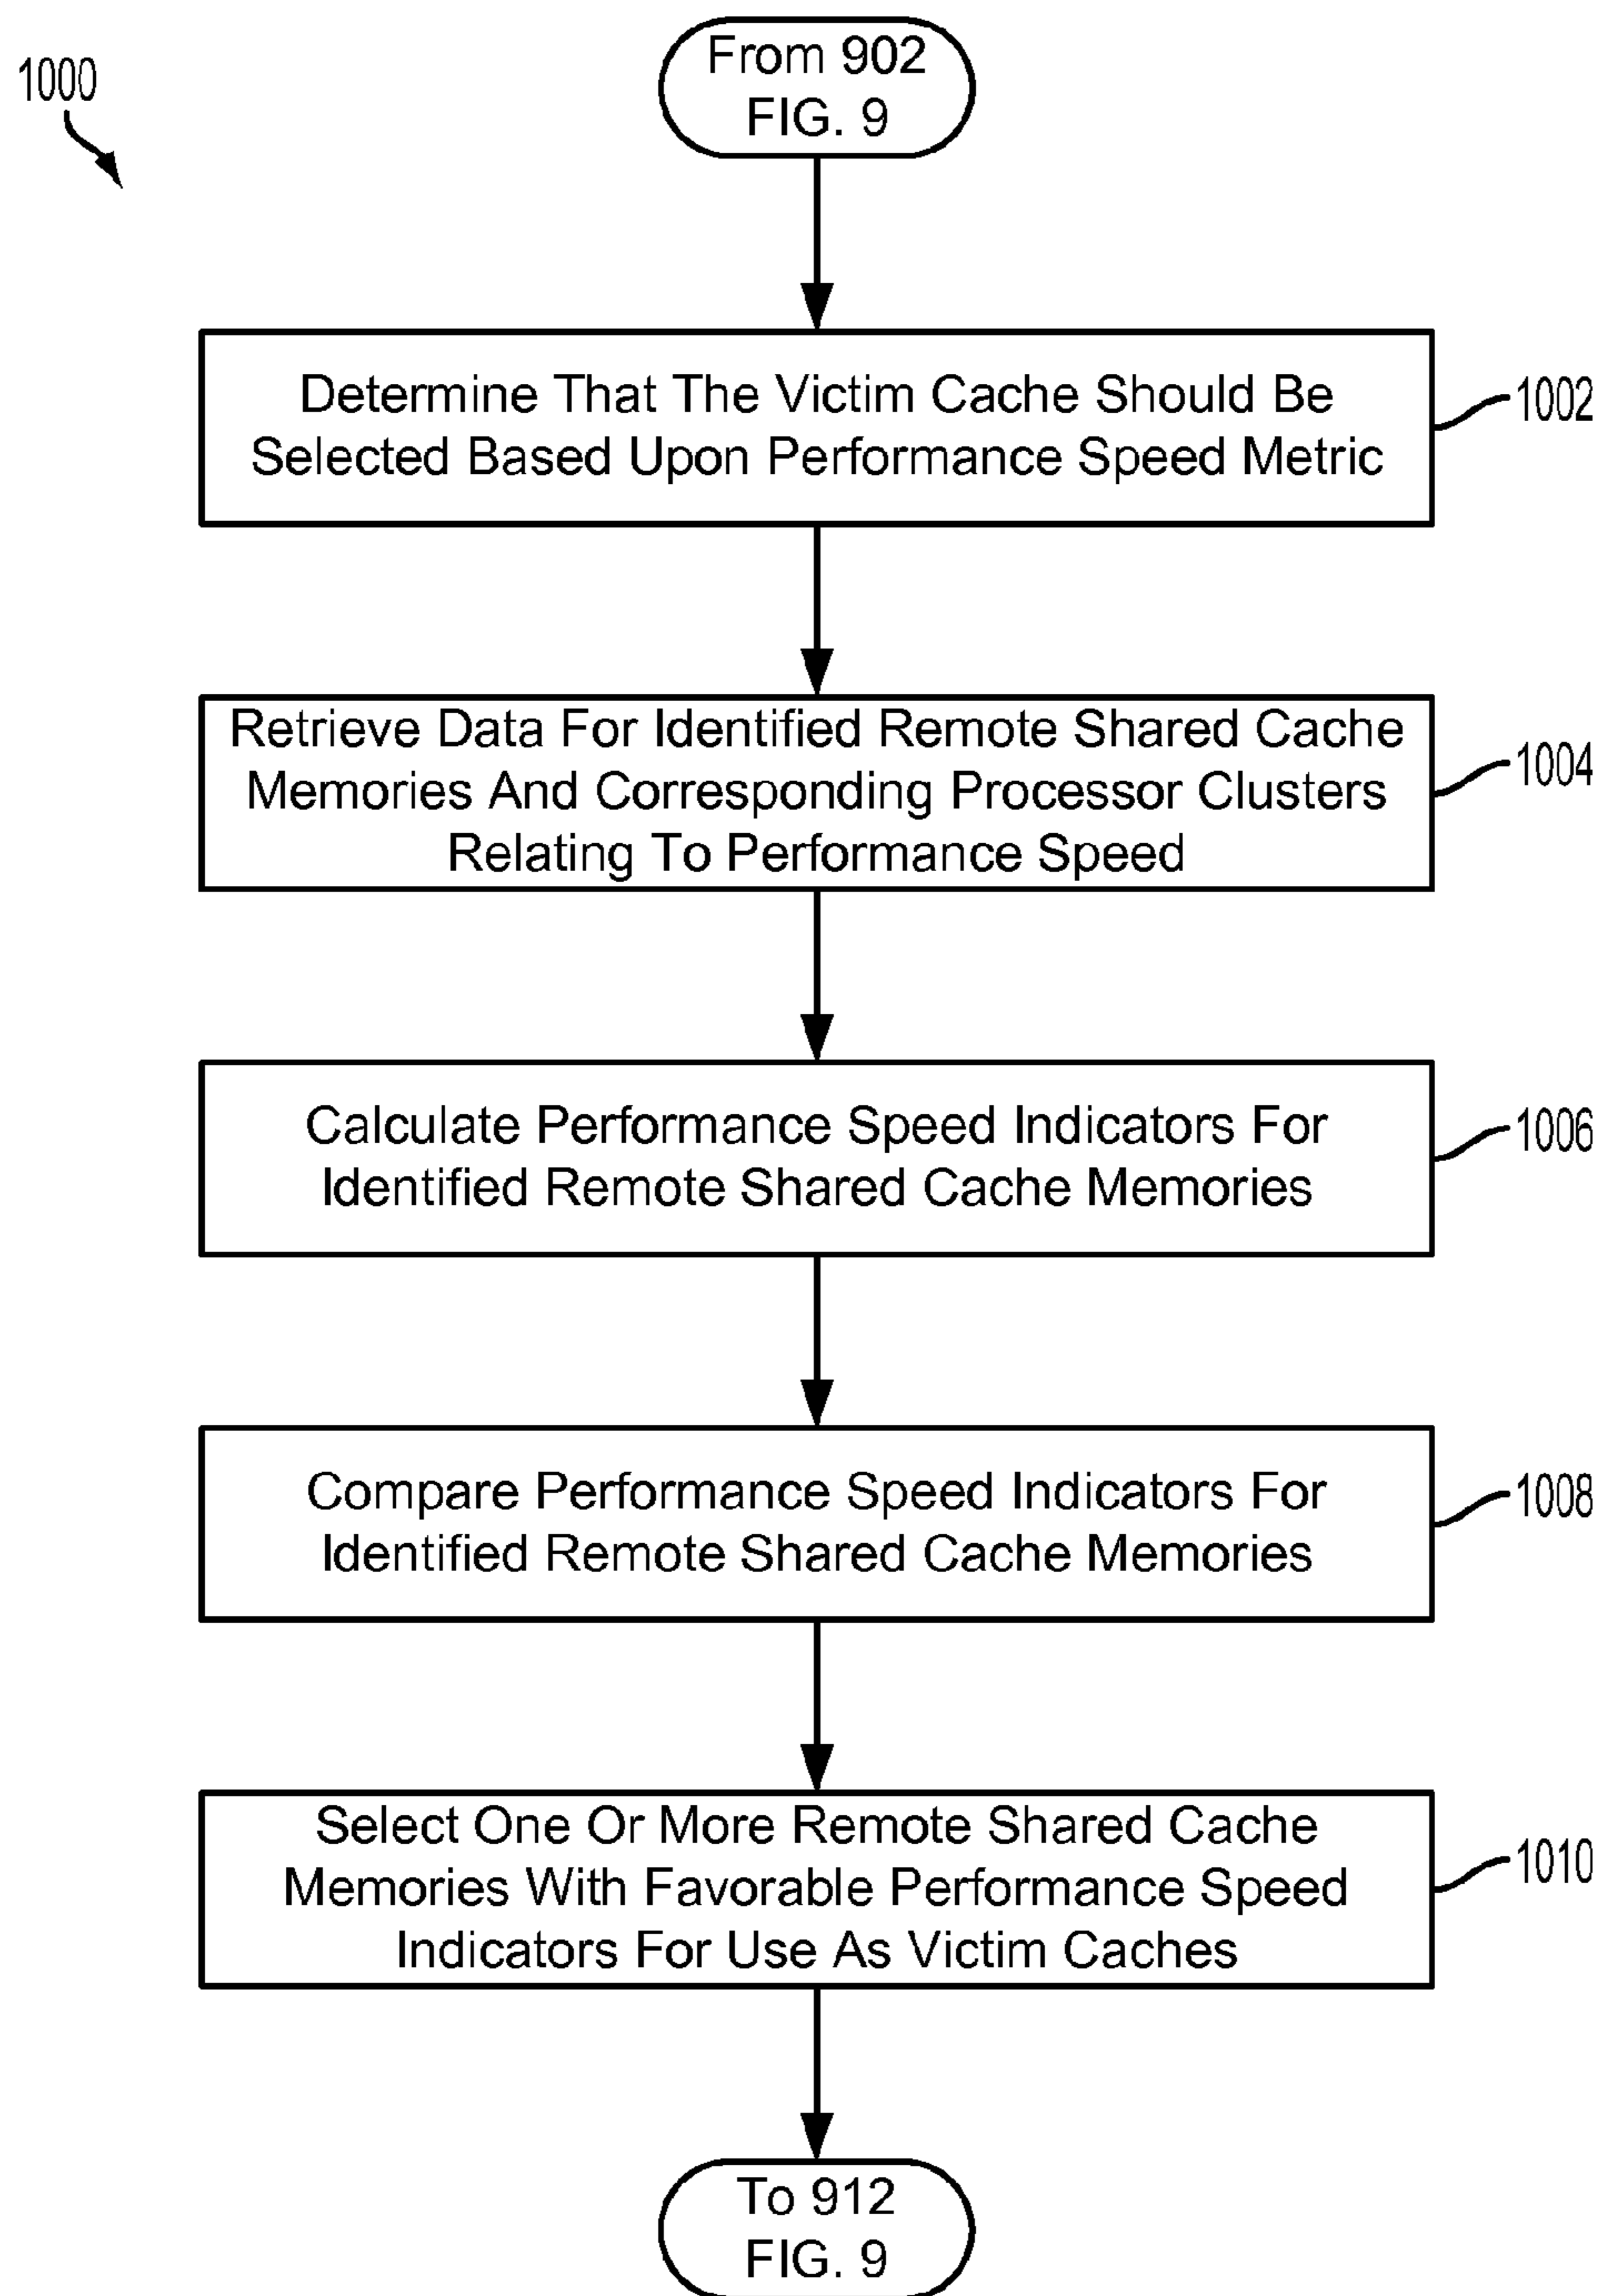 1000
From 902
FIG. 9
Determine That The Victim Cache Should Be
Selected Based Upon Performance Speed Metric
1002
Retrieve Data For Identified Remote Shared Cache
Memories And Corresponding Processor Clusters
Relating To Performance Speed
1004
Calculate Performance Speed Indicators For
Identified Remote Shared Cache Memories
1006
Compare Performance Speed Indicators For
Identified Remote Shared Cache Memories
1008
Select One Or More Remote Shared Cache
Memories With Favorable Performance Speed
Indicators For Use As Victim Caches
1010
To 912
FIG. 9